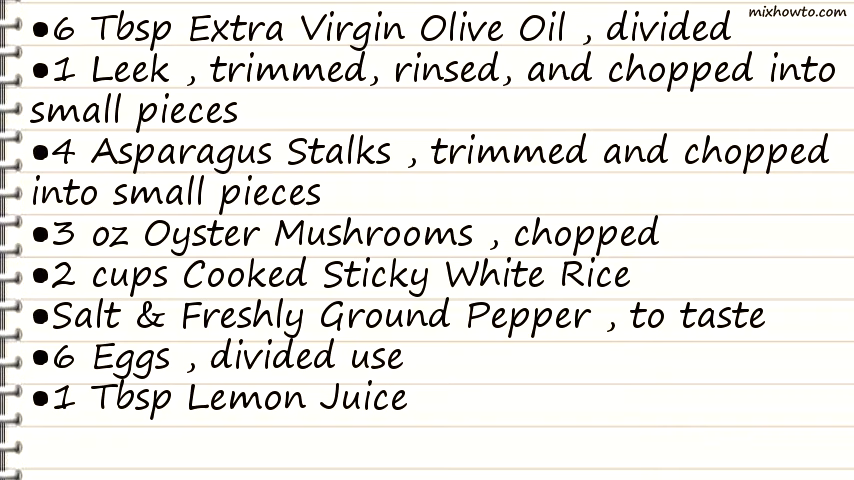 mixhowto.com
•6 Tbsp Extra Virgin Olive Oil , divided
•1 Leek , trimmed, rinsed, and chopped into
small pieces
•4 Asparagus Stalks , trimmed and chopped
into small pieces
•3 oz Oyster Mushrooms , chopped
•2 cups Cooked Sticky White Rice
•Salt & Freshly Ground Pepper , to taste
•6 Eggs , divided use
•1 Tbsp Lemon Juice